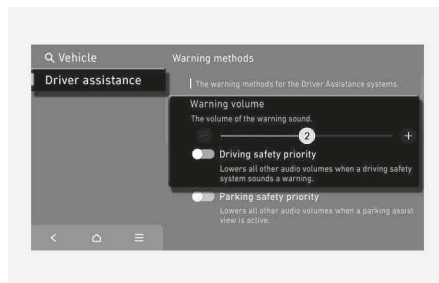 Vehicle
Warning methods
Driver assistance
The warning methods for the Driver Assistance systems.
Warning volume
The volume of the warning sound.
− 2 +
Driving safety priority
Lowers all other audio volumes when a driving safety
system sounds a warning.
Parking safety priority
Lowers all other audio volumes when a parking assist
view is active.